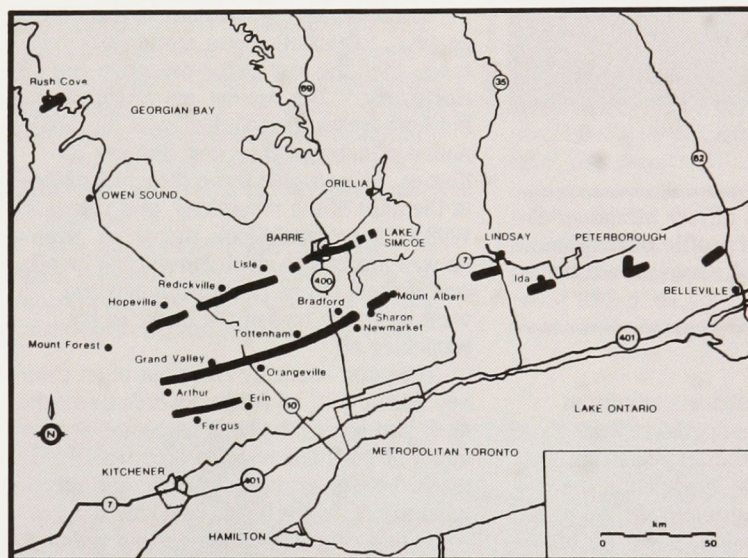 Rush Cove
GEORGIAN BAY
69
35
62
OWEN SOUND
ORILLIA
BARRIE
LAKE
SIMCOE
LINDSAY
PETERBOROUGH
Lisle
7
Redickville
400
Ida
Hopeville
Bradford
Mount Albert
BELLEVILLE
Sharon
Tottenham
Newmarket
401
Mount Forest
Grand Valley
Orangeville
Arthur
Erin
10
LAKE ONTARIO
N
Fergus
METROPOLITAN TORONTO
KITCHENER
401
7
HAMILTON
km
0
50